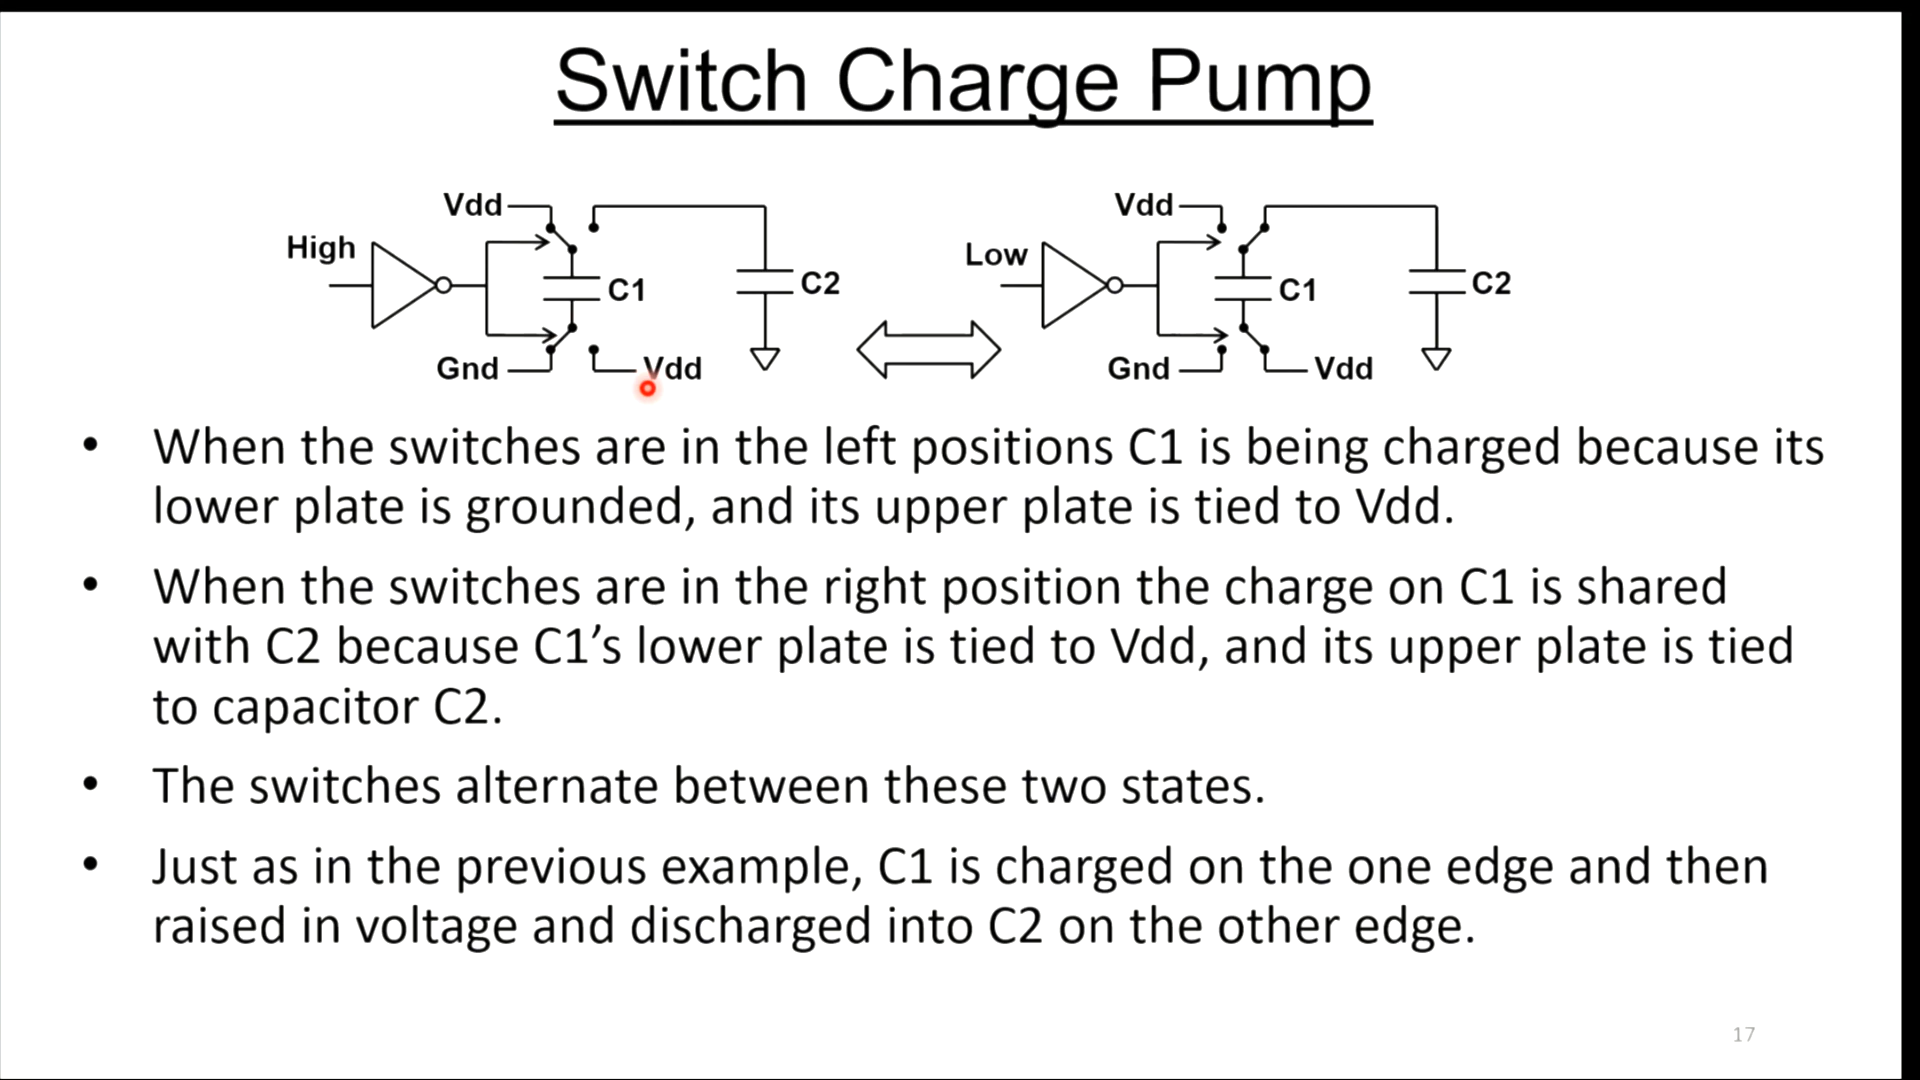 Switch Charge Pump
Vdd
High
C1
C2
Gnd
Vdd
Vdd
Low
C1
C2
Gnd
Vdd
• When the switches are in the left positions C1 is being charged because its
lower plate is grounded, and its upper plate is tied to Vdd.
• When the switches are in the right position the charge on C1 is shared
with C2 because C1’s lower plate is tied to Vdd, and its upper plate is tied
to capacitor C2.
• The switches alternate between these two states.
• Just as in the previous example, C1 is charged on the one edge and then
raised in voltage and discharged into C2 on the other edge.
17